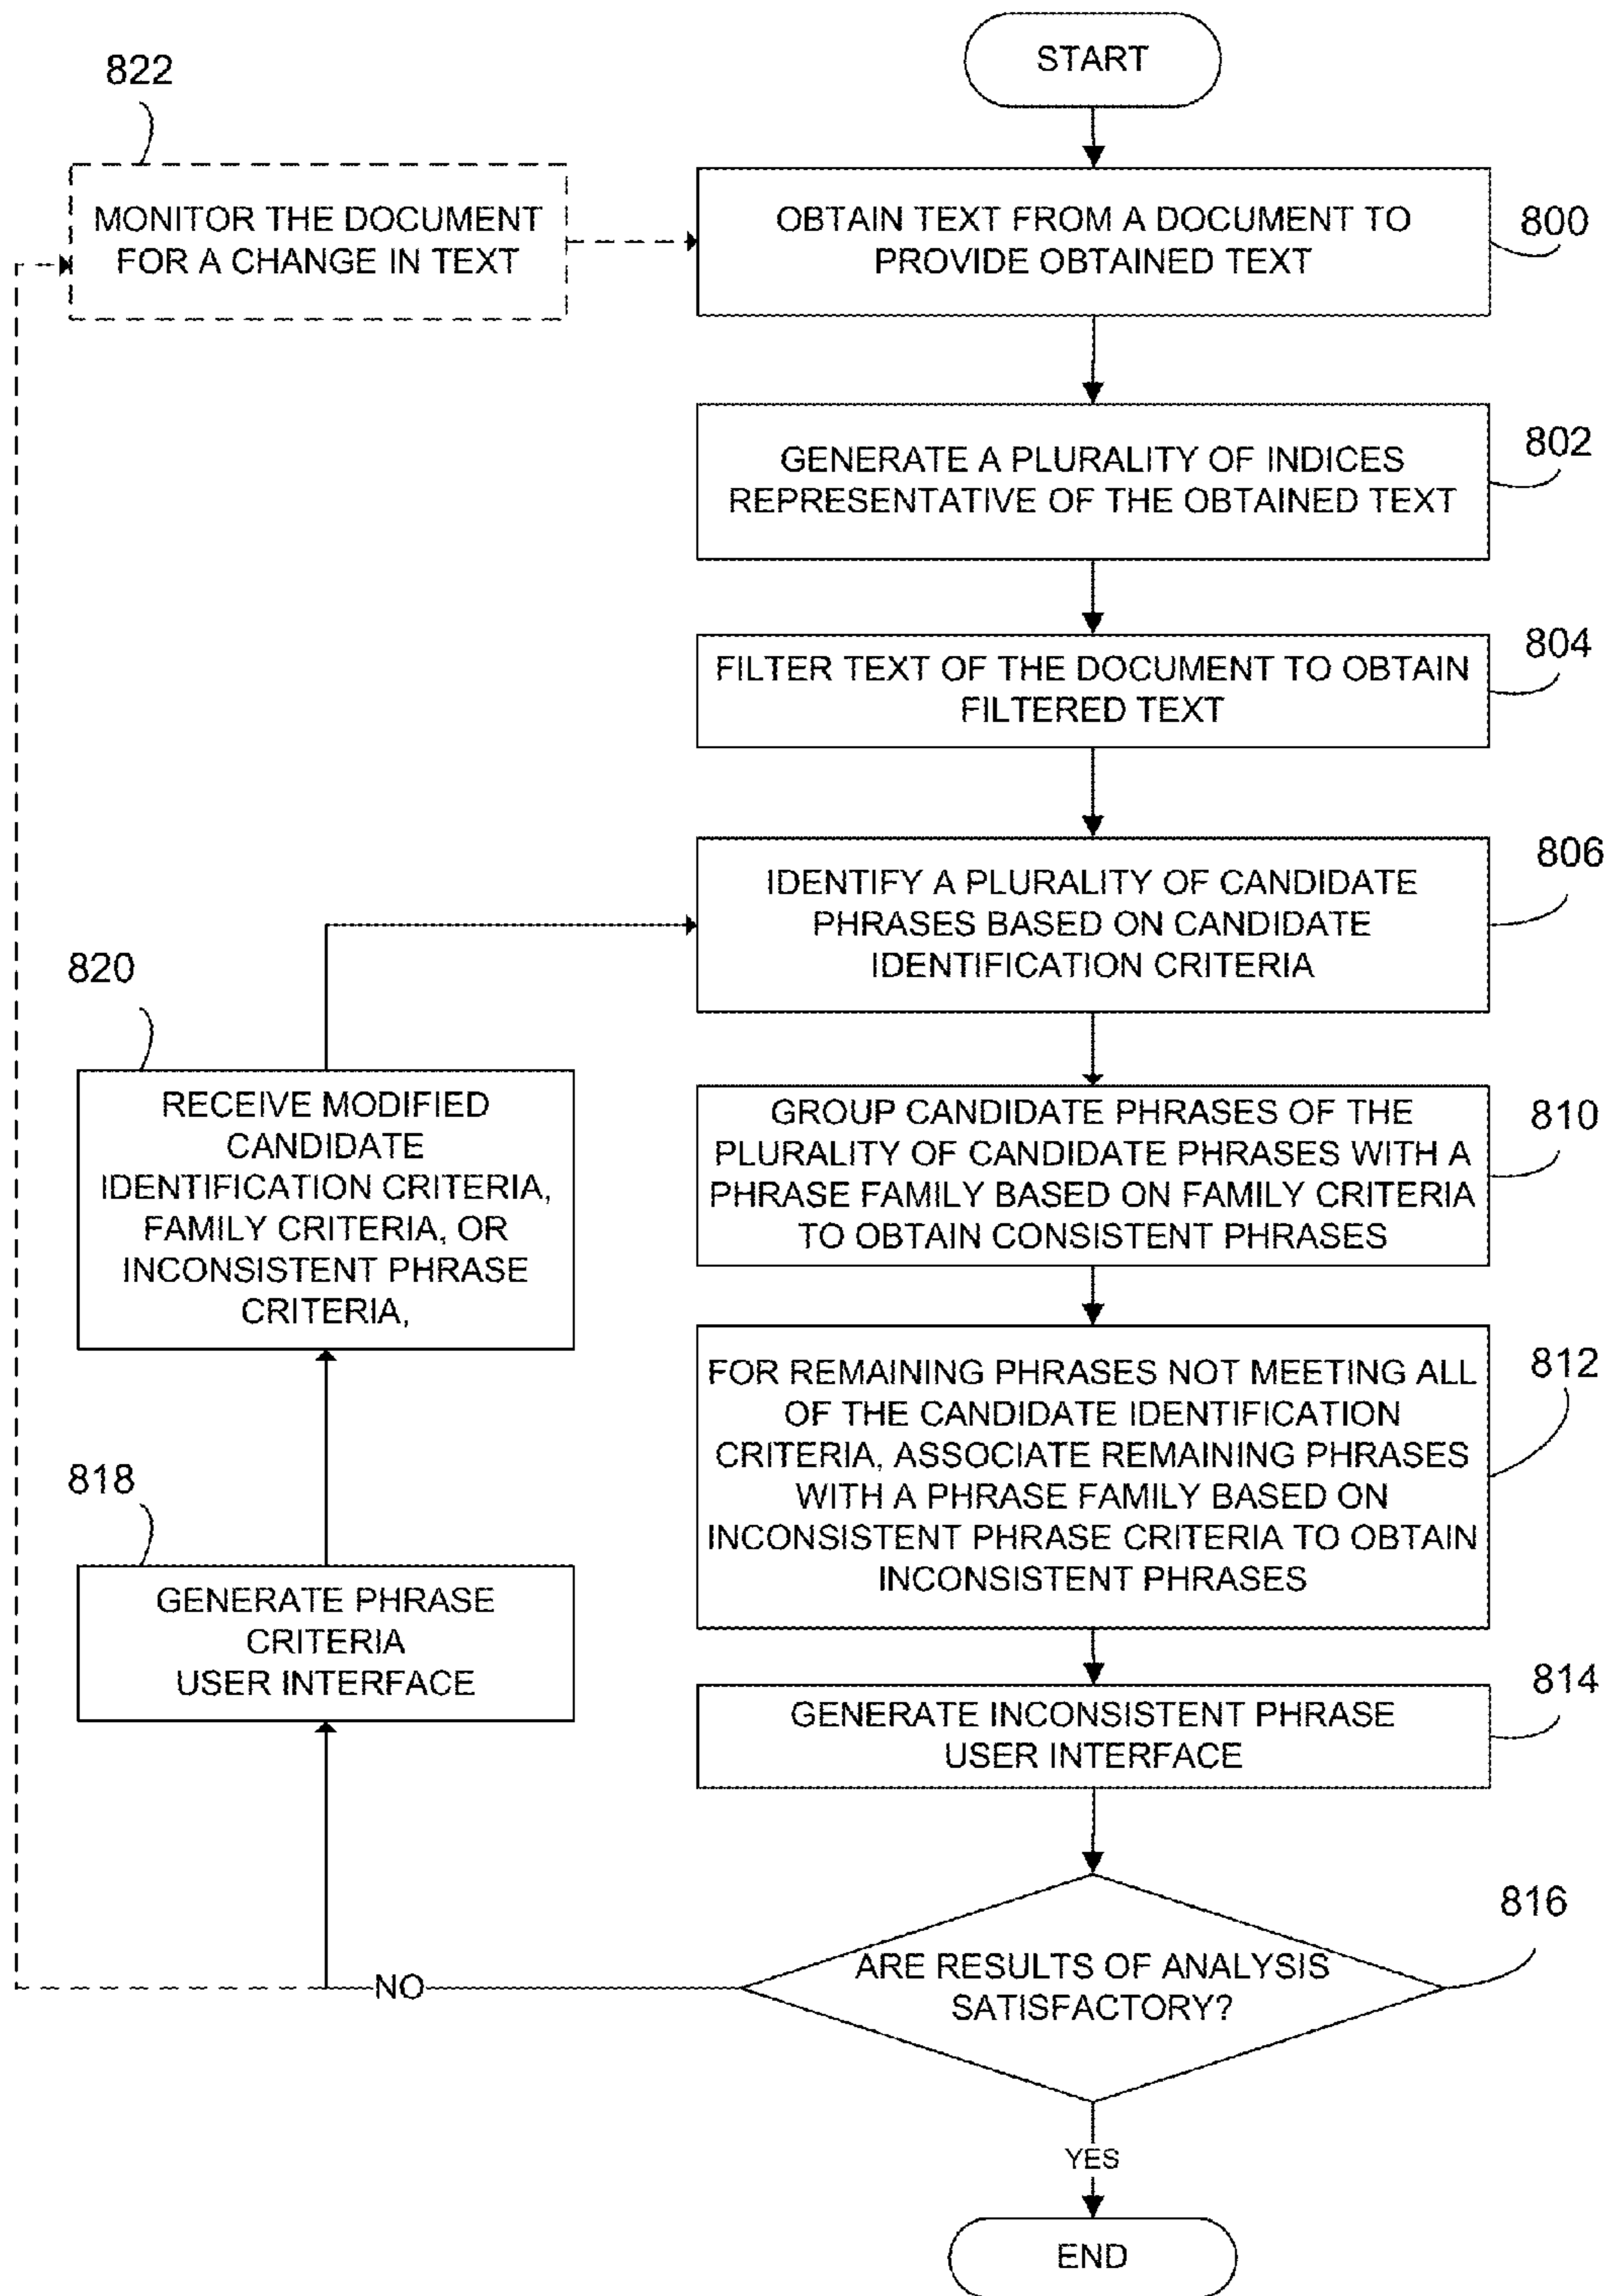 START
822
MONITOR THE DOCUMENT
FOR A CHANGE IN TEXT
OBTAIN TEXT FROM A DOCUMENT TO
PROVIDE OBTAINED TEXT
800
GENERATE A PLURALITY OF INDICES
REPRESENTATIVE OF THE OBTAINED TEXT
802
FILTER TEXT OF THE DOCUMENT TO OBTAIN
FILTERED TEXT
804
IDENTIFY A PLURALITY OF CANDIDATE
PHRASES BASED ON CANDIDATE
IDENTIFICATION CRITERIA
806
820
RECEIVE MODIFIED
CANDIDATE
IDENTIFICATION CRITERIA,
FAMILY CRITERIA, OR
INCONSISTENT PHRASE
CRITERIA,
GROUP CANDIDATE PHRASES OF THE
PLURALITY OF CANDIDATE PHRASES WITH A
PHRASE FAMILY BASED ON FAMILY CRITERIA
TO OBTAIN CONSISTENT PHRASES
810
FOR REMAINING PHRASES NOT MEETING ALL
OF THE CANDIDATE IDENTIFICATION
CRITERIA, ASSOCIATE REMAINING PHRASES
WITH A PHRASE FAMILY BASED ON
INCONSISTENT PHRASE CRITERIA TO OBTAIN
INCONSISTENT PHRASES
812
818
GENERATE PHRASE
CRITERIA
USER INTERFACE
GENERATE INCONSISTENT PHRASE
USER INTERFACE
814
ARE RESULTS OF ANALYSIS
SATISFACTORY?
816
NO
YES
END